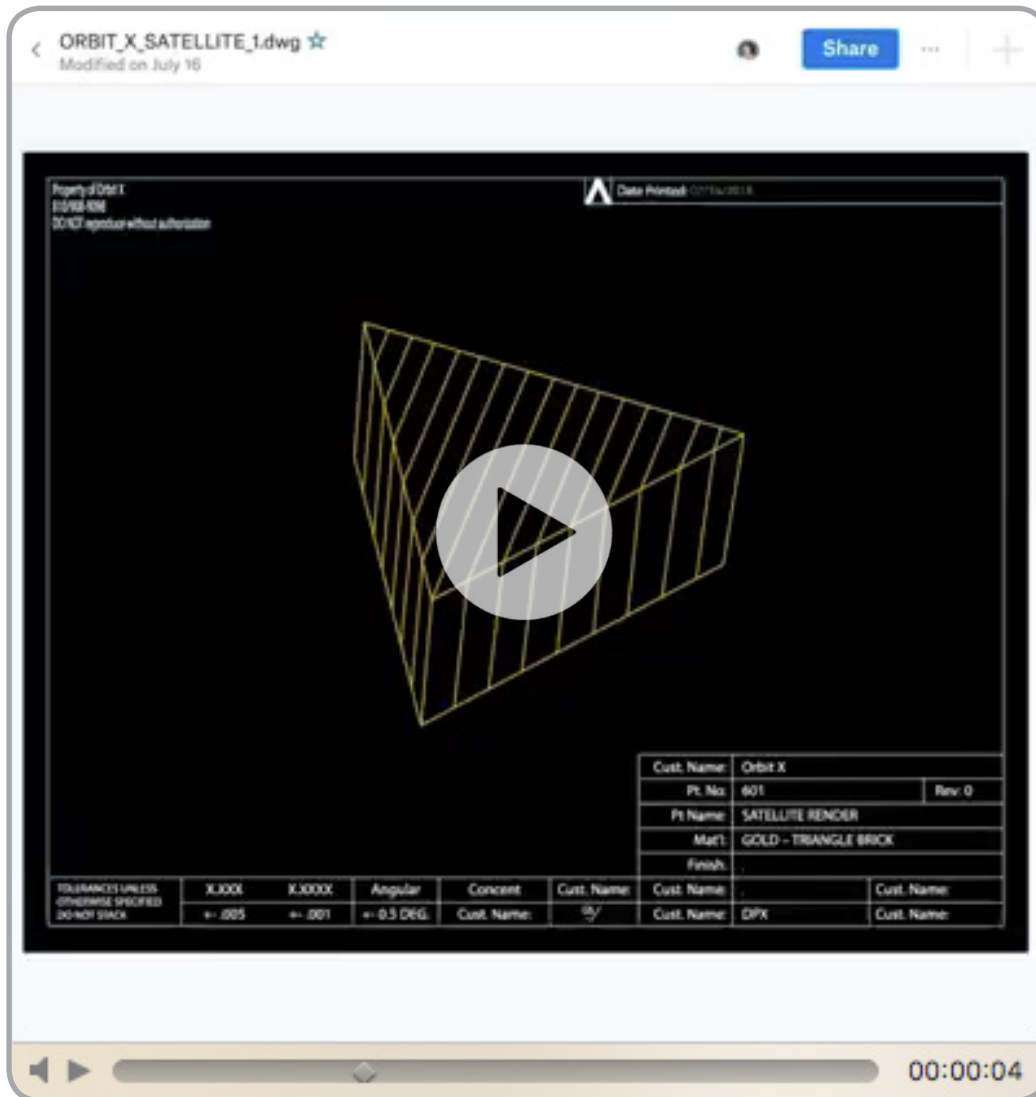 ORBIT_X_SATELLITE_1.dwg
Modified on July 16
Share
Property of Orbit X
DO NOT reproduce without authorization
Date Printed:
Cust. Name: Orbit X
Pt. No: 601 Rev: 0
Pt Name: SATELLITE RENDER
Mat'l: GOLD - TRIANGLE BRICK
Finish: .
TOLERANCES UNLESS
OTHERWISE SPECIFIED
DO NOT STACK
X.XXX X.XXXX Angular Concent Cust. Name: Cust. Name: . Cust. Name:
+- .005 +- .001 +- 0.5 DEG. Cust. Name: Cust. Name: DPX Cust. Name:
00:00:04